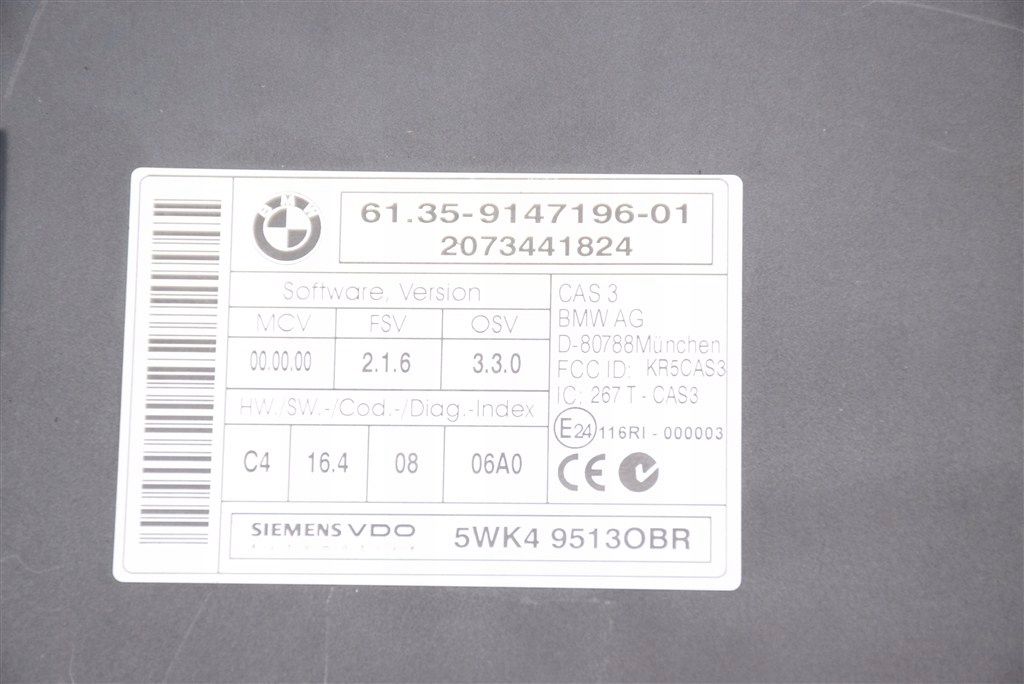 BMW
61.35-9147196-01
2073441824
Software, Version
MCV FSV OSV
00.00.00 2.1.6 3.3.0
HW./SW.-/Cod.-/Diag.-Index
C4 16.4 08 06A0
CAS 3
BMW AG
D-80788München
FCC ID: KR5CAS3
IC: 267 T - CAS3
E24 116RI - 000003
CE
SIEMENS VDO
5WK4 9513OBR